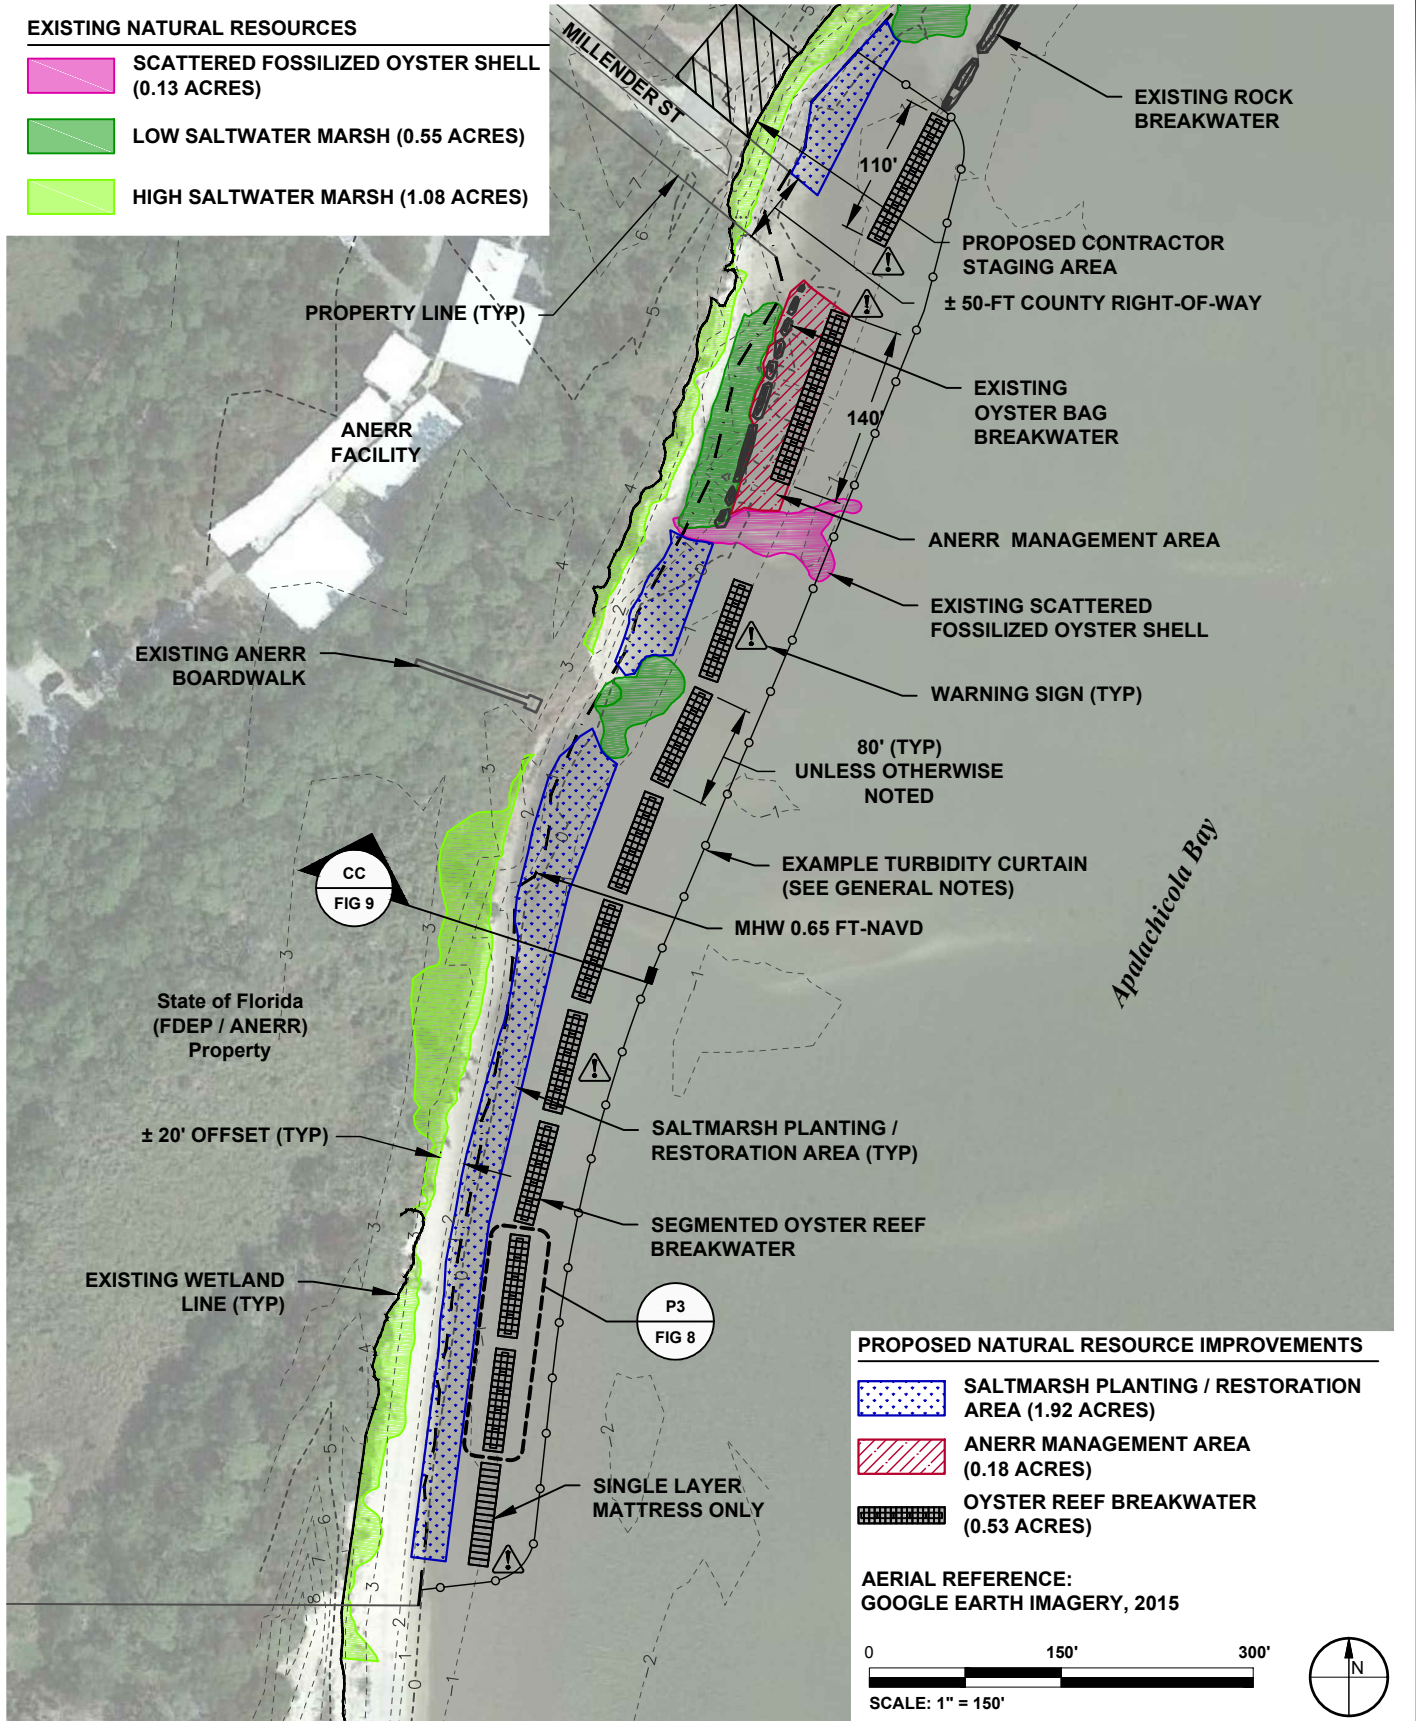 EXISTING NATURAL RESOURCES
SCATTERED FOSSILIZED OYSTER SHELL
(0.13 ACRES)
LOW SALTWATER MARSH (0.55 ACRES)
HIGH SALTWATER MARSH (1.08 ACRES)
MILLENDER ST
EXISTING ROCK
BREAKWATER
110'
PROPOSED CONTRACTOR
STAGING AREA
± 50-FT COUNTY RIGHT-OF-WAY
PROPERTY LINE (TYP)
EXISTING
OYSTER BAG
BREAKWATER
140'
ANERR
FACILITY
ANERR MANAGEMENT AREA
EXISTING SCATTERED
FOSSILIZED OYSTER SHELL
EXISTING ANERR
BOARDWALK
WARNING SIGN (TYP)
80' (TYP)
UNLESS OTHERWISE
NOTED
EXAMPLE TURBIDITY CURTAIN
(SEE GENERAL NOTES)
CC
FIG 9
MHW 0.65 FT-NAVD
Apalachicola Bay
State of Florida
(FDEP / ANERR)
Property
± 20' OFFSET (TYP)
SALTMARSH PLANTING /
RESTORATION AREA (TYP)
SEGMENTED OYSTER REEF
BREAKWATER
EXISTING WETLAND
LINE (TYP)
P3
FIG 8
SINGLE LAYER
MATTRESS ONLY
PROPOSED NATURAL RESOURCE IMPROVEMENTS
SALTMARSH PLANTING / RESTORATION
AREA (1.92 ACRES)
ANERR MANAGEMENT AREA
(0.18 ACRES)
OYSTER REEF BREAKWATER
(0.53 ACRES)
AERIAL REFERENCE:
GOOGLE EARTH IMAGERY, 2015
0 150' 300'
SCALE: 1" = 150'
N